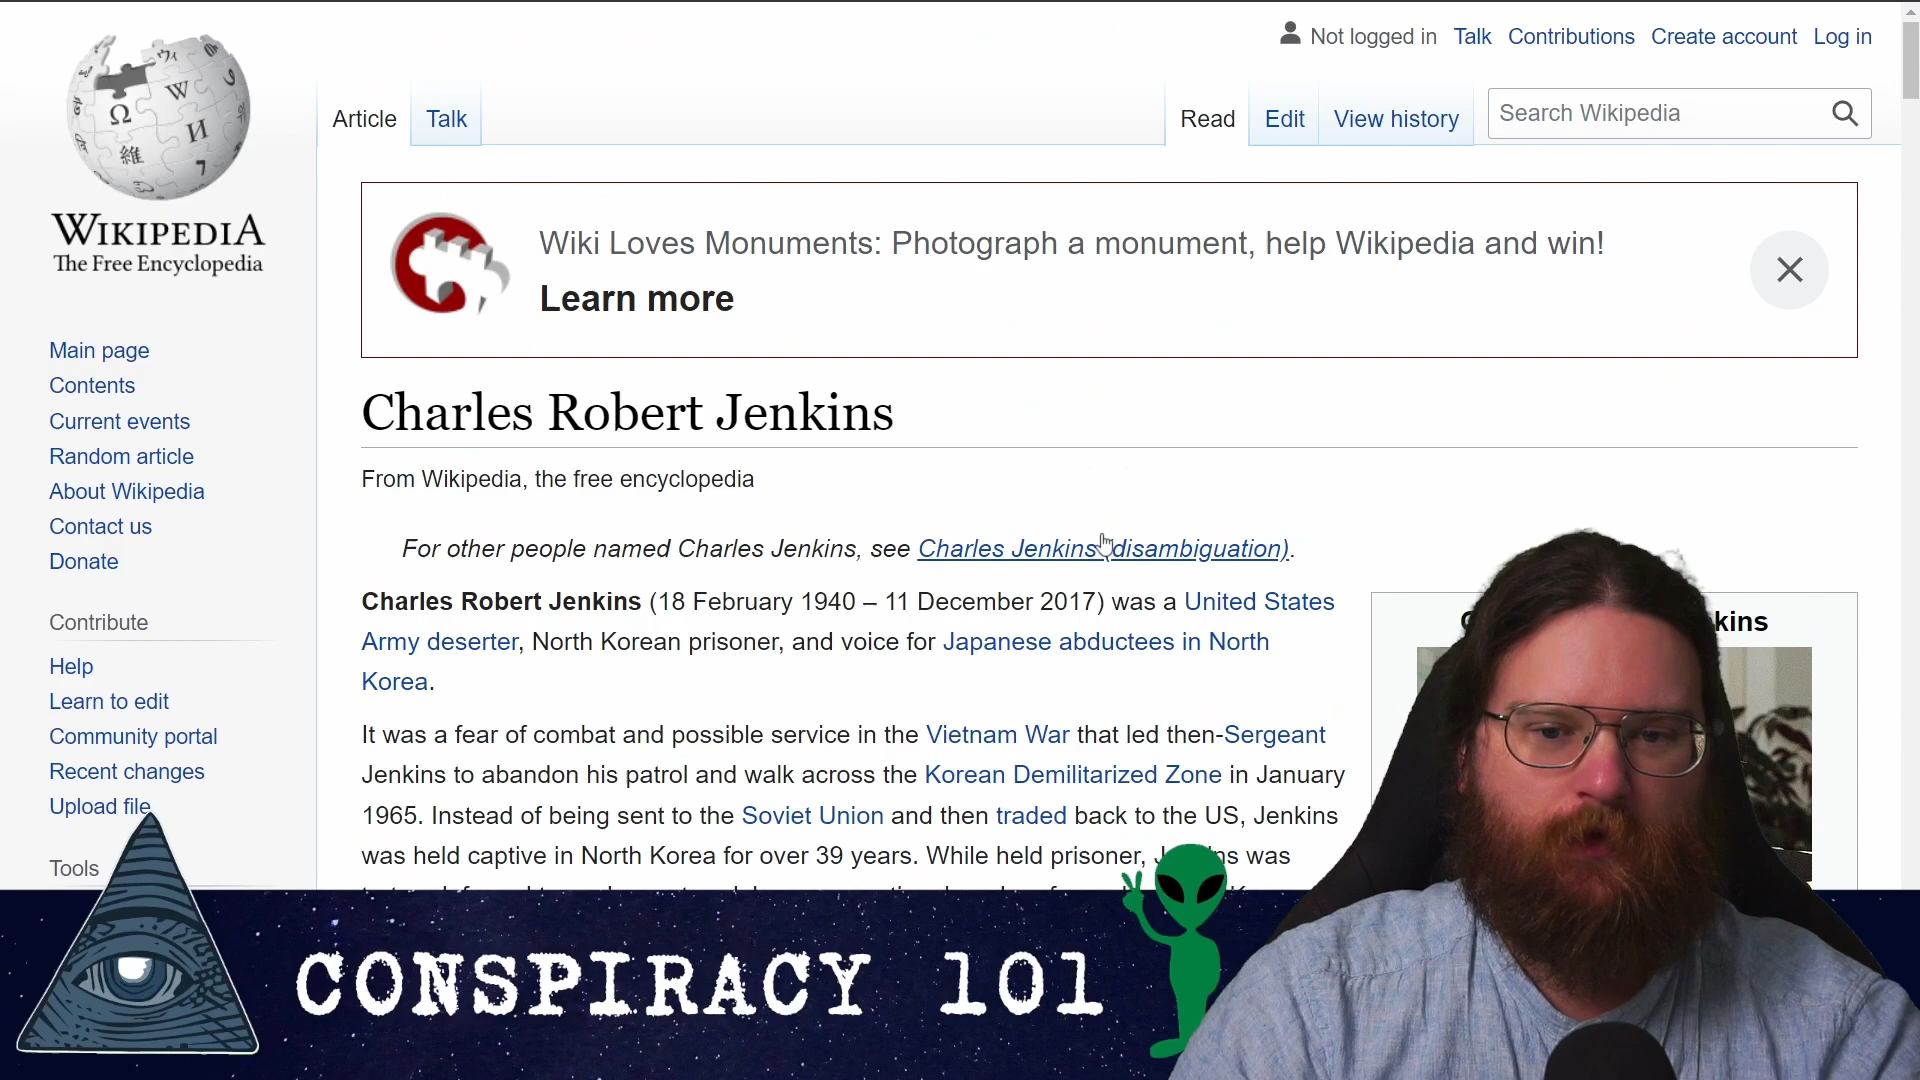 Not logged in Talk Contributions Create account Log in
Article Talk Read Edit View history Search Wikipedia
Ω W И 維 7
WIKIPEDIA
The Free Encyclopedia
Wiki Loves Monuments: Photograph a monument, help Wikipedia and win!
Learn more
Main page
Contents
Current events
Random article
About Wikipedia
Contact us
Donate
Contribute
Help
Learn to edit
Community portal
Recent changes
Upload file
Tools
Charles Robert Jenkins
From Wikipedia, the free encyclopedia
For other people named Charles Jenkins, see Charles Jenkins (disambiguation).
Charles Robert Jenkins (18 February 1940 – 11 December 2017) was a United States
Army deserter, North Korean prisoner, and voice for Japanese abductees in North
Korea.
It was a fear of combat and possible service in the Vietnam War that led then-Sergeant
Jenkins to abandon his patrol and walk across the Korean Demilitarized Zone in January
1965. Instead of being sent to the Soviet Union and then traded back to the US, Jenkins
was held captive in North Korea for over 39 years. While held prisoner, was
kins
CONSPIRACY 101